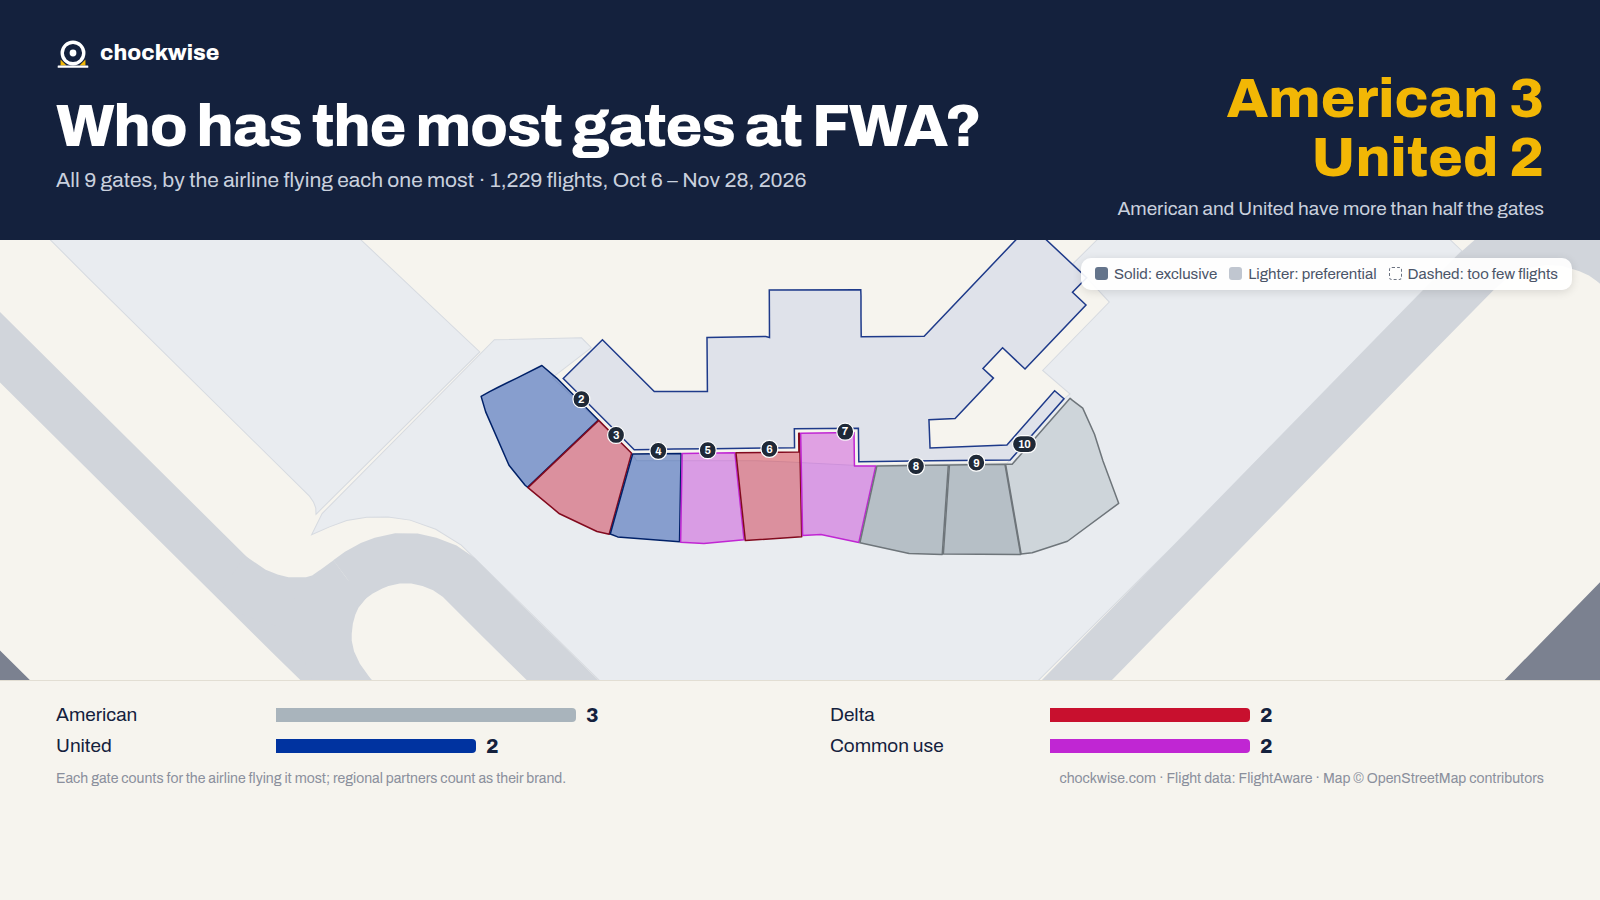 chockwise
Who has the most gates at FWA?
All 9 gates, by the airline flying each one most · 1,229 flights, Oct 6 – Nov 28, 2026
American 3
United 2
American and United have more than half the gates
Solid: exclusive Lighter: preferential Dashed: too few flights
2
3
4
5
6
7
8
9
10
American 3
United 2
Delta 2
Common use 2
Each gate counts for the airline flying it most; regional partners count as their brand.
chockwise.com · Flight data: FlightAware · Map © OpenStreetMap contributors